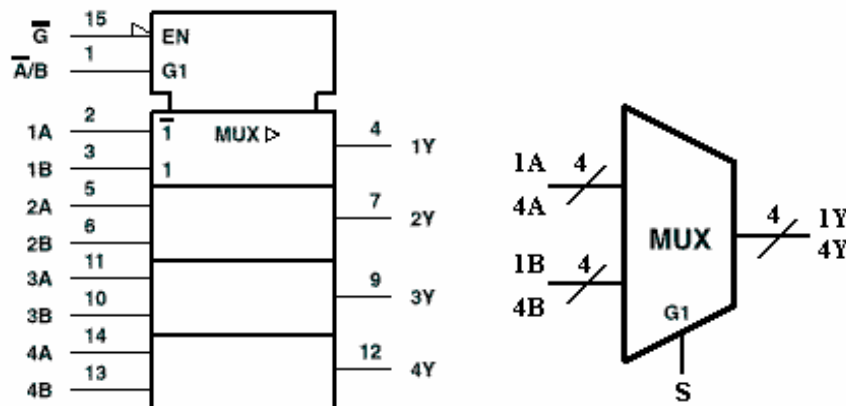 G̅ 15 EN
A̅/B 1 G1
1A 2 1̅ MUX ▷ 4 1Y
1B 3 1
2A 5 7 2Y
2B 6
3A 11 9 3Y
3B 10
4A 14 12 4Y
4B 13
1A 4
4A
1B 4
4B
MUX
G1
S
4 1Y
4Y